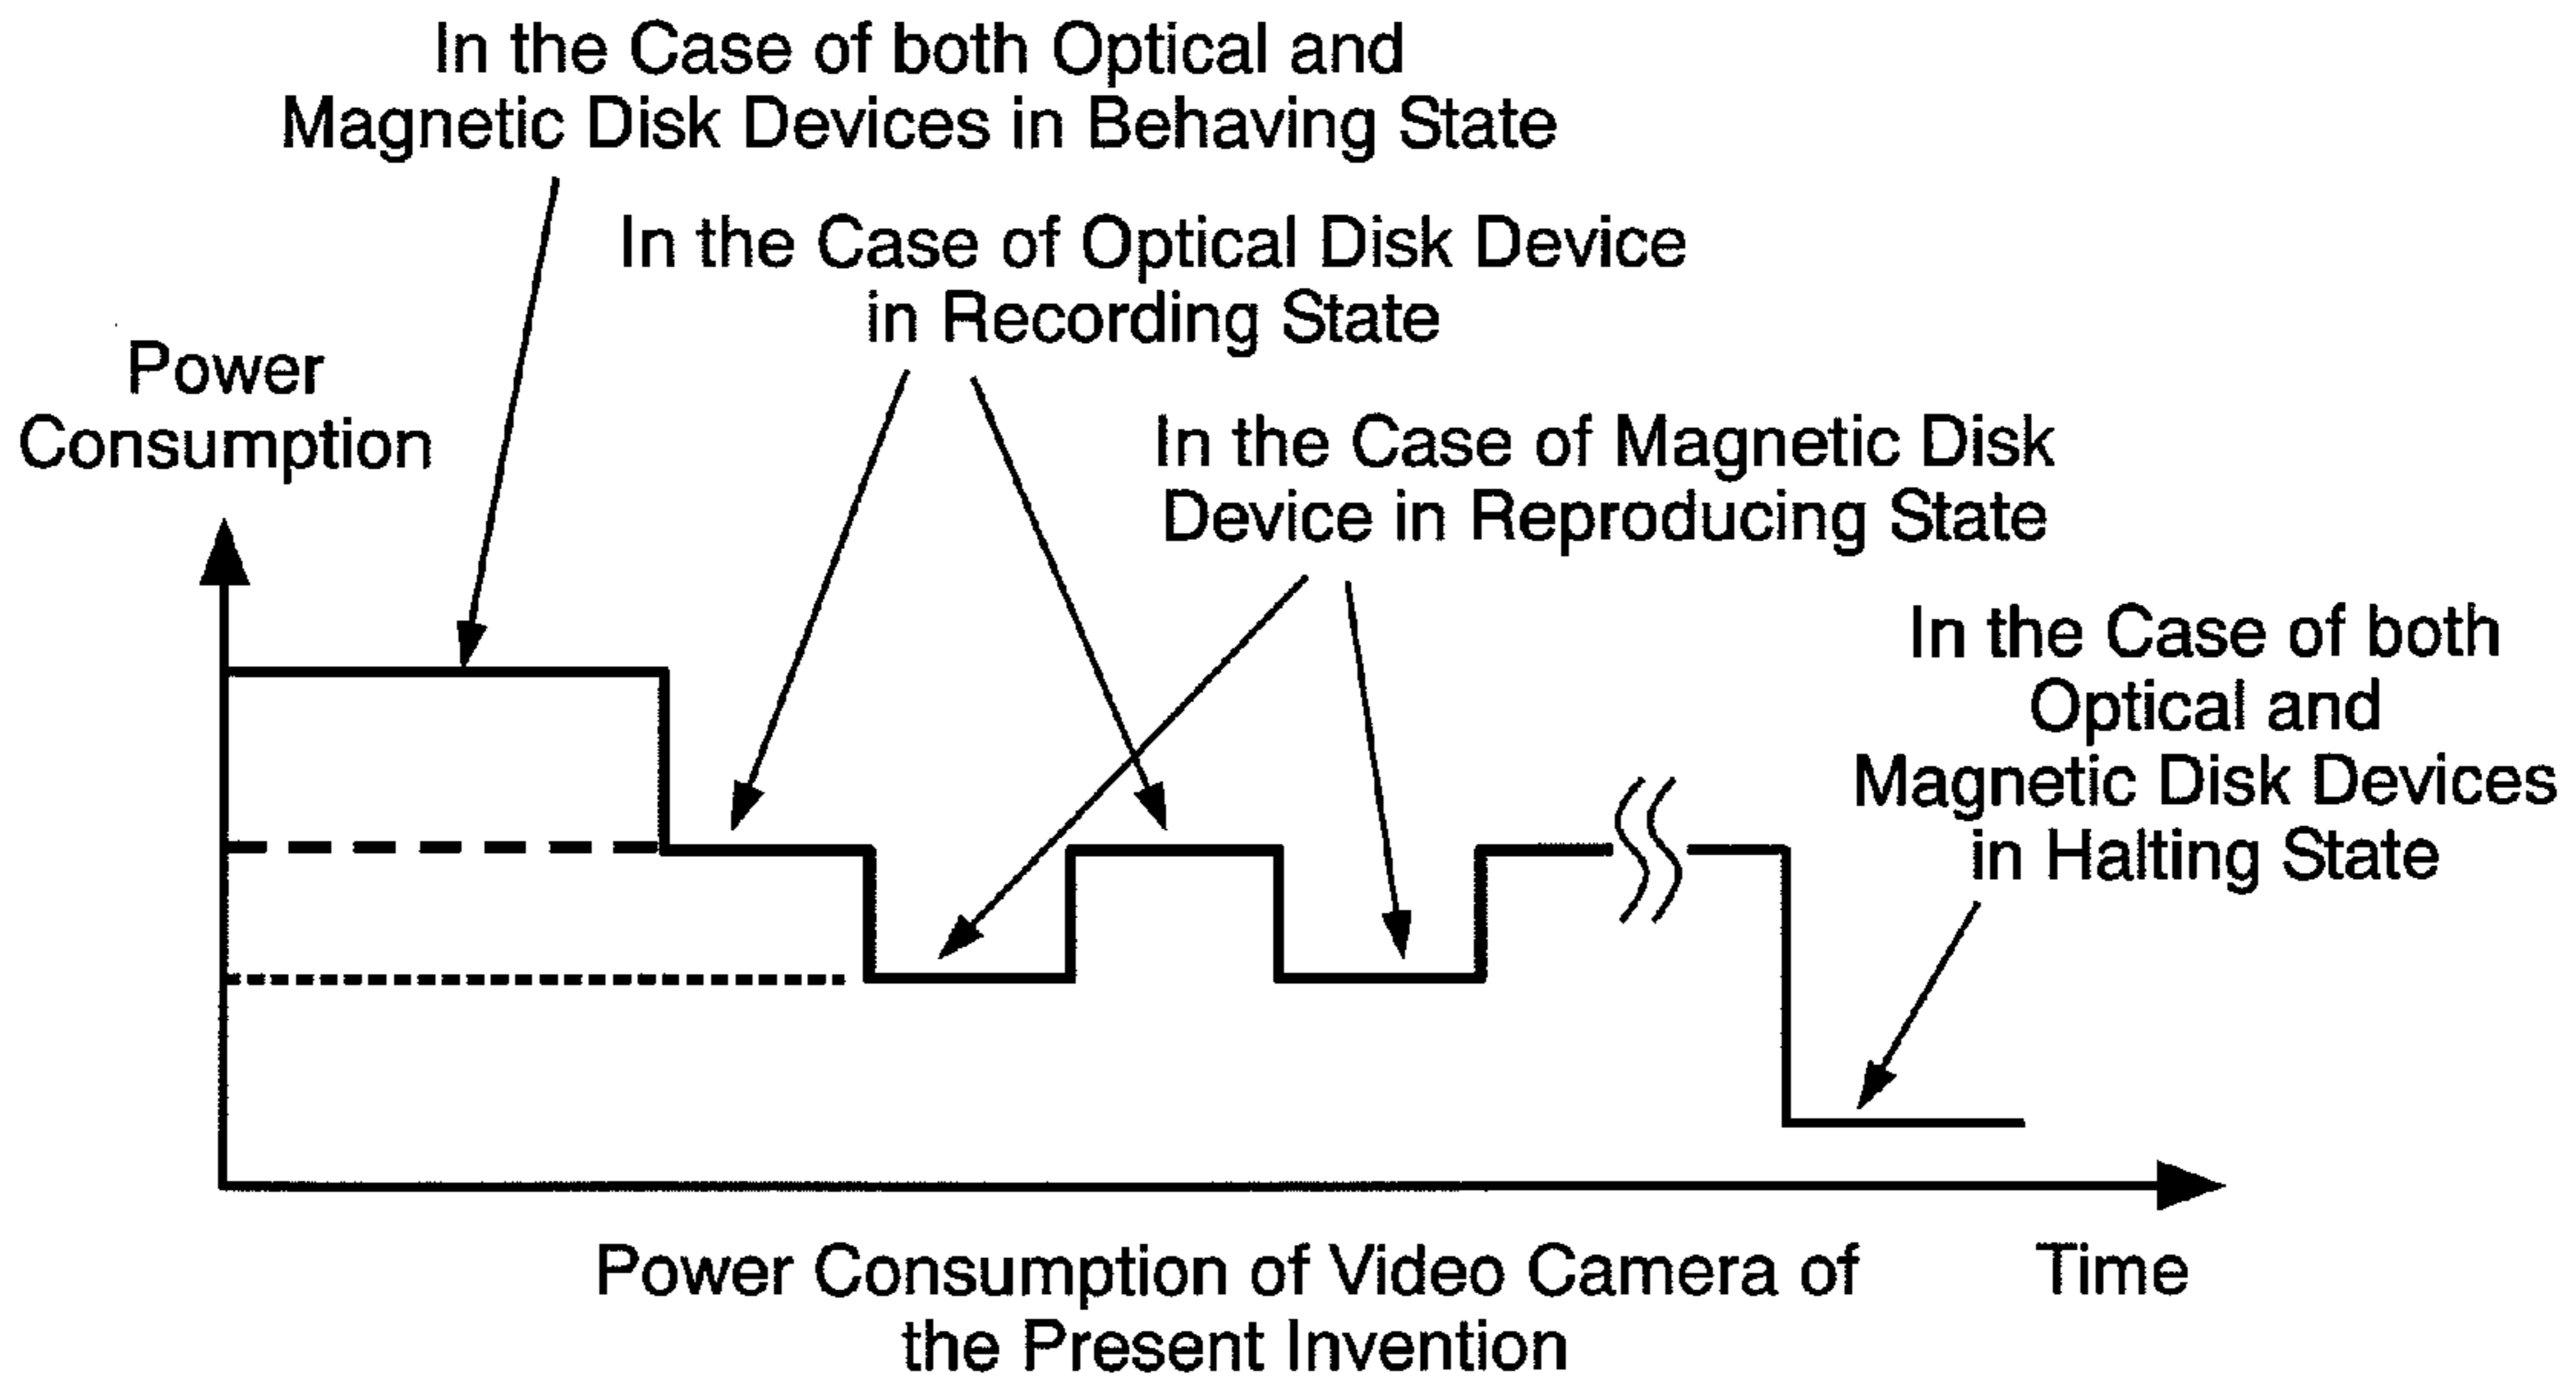 In the Case of both Optical and
Magnetic Disk Devices in Behaving State
In the Case of Optical Disk Device
in Recording State
Power
Consumption
In the Case of Magnetic Disk
Device in Reproducing State
In the Case of both
Optical and
Magnetic Disk Devices
in Halting State
Power Consumption of Video Camera of
the Present Invention
Time